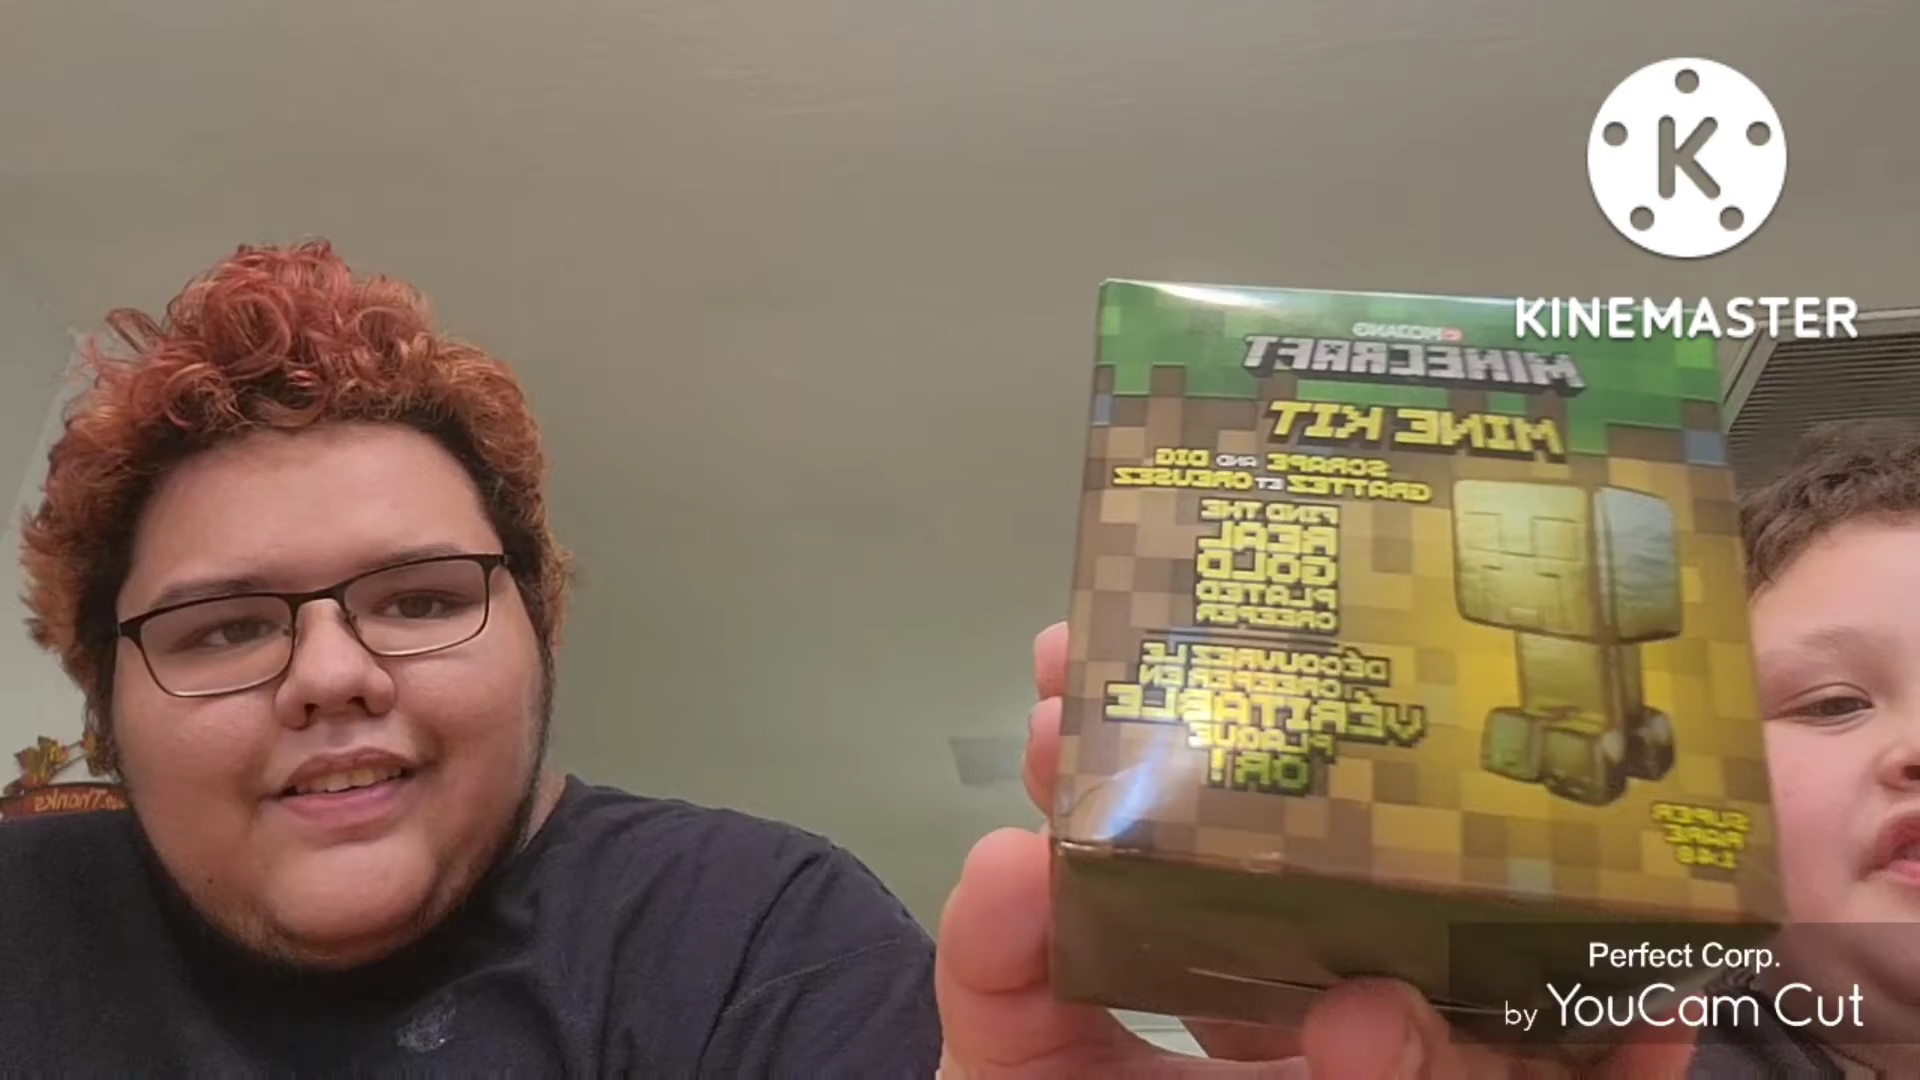 K
KINEMASTER
MOJANG
MINECRAFT
MINE KIT
SCRAPE AND DIG
GRATTEZ ET CREUSEZ
FIND THE
REAL
GOLD
PLATED
CREEPER
DÉCOUVREZ LE
CREEPER EN
VÉRITABLE
PLAQUÉ
OR!
SUPER
RARE
1:48
Thanks
Perfect Corp.
by YouCam Cut